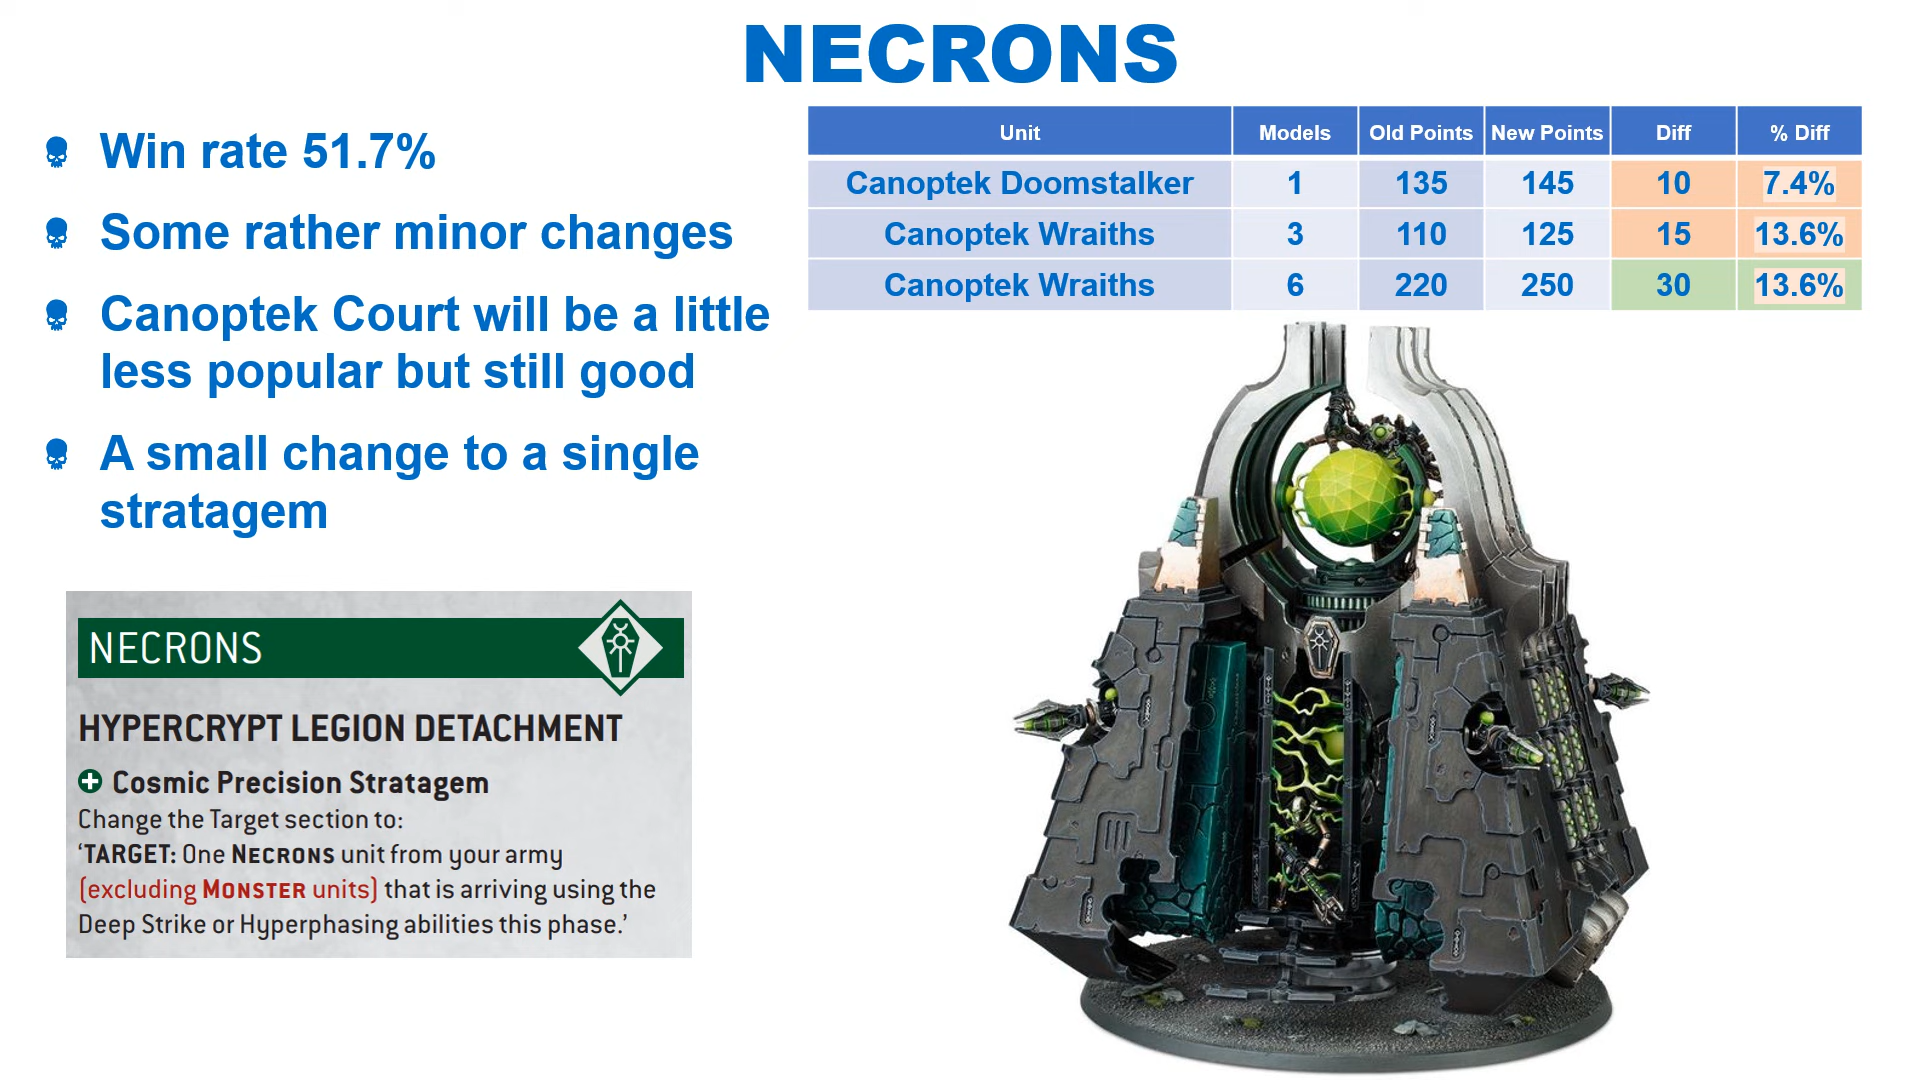 NECRONS
Win rate 51.7%
Some rather minor changes
Canoptek Court will be a little
less popular but still good
A small change to a single
stratagem
Unit Models Old Points New Points Diff % Diff
Canoptek Doomstalker 1 135 145 10 7.4%
Canoptek Wraiths 3 110 125 15 13.6%
Canoptek Wraiths 6 220 250 30 13.6%
NECRONS
HYPERCRYPT LEGION DETACHMENT
Cosmic Precision Stratagem
Change the Target section to:
‘TARGET: One NECRONS unit from your army
(excluding MONSTER units) that is arriving using the
Deep Strike or Hyperphasing abilities this phase.’